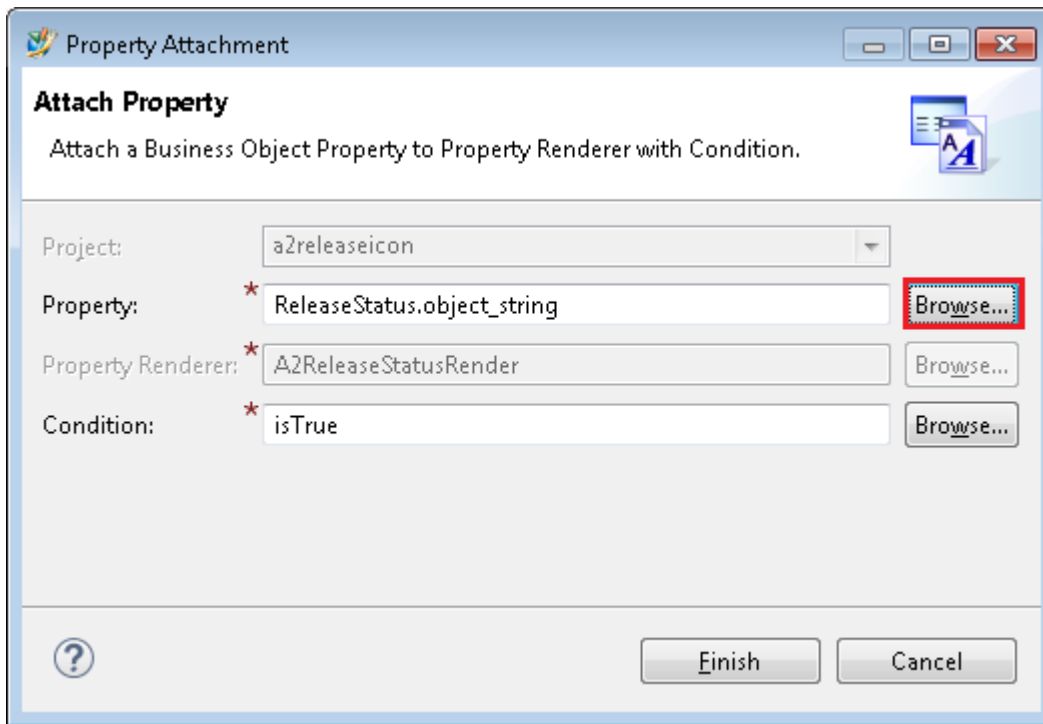 Property Attachment
Attach Property
Attach a Business Object Property to Property Renderer with Condition.
Project: a2releaseicon
Property: * ReleaseStatus.object_string Browse...
Property Renderer: * A2ReleaseStatusRender Browse...
Condition: * isTrue Browse...
? Finish Cancel